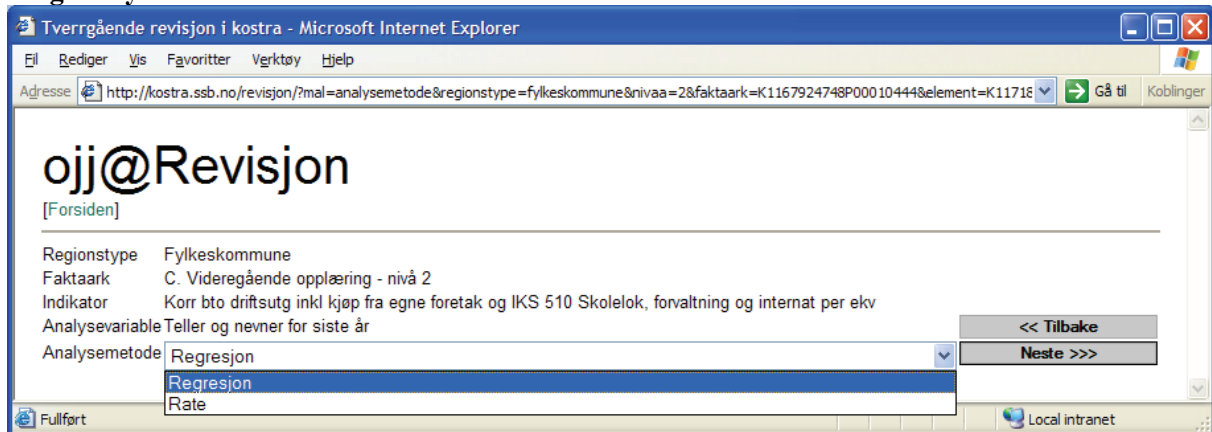 Tverrgående revisjon i kostra - Microsoft Internet Explorer
Fil Rediger Vis Favoritter Verktøy Hjelp
Adresse http://kostra.ssb.no/revisjon/?mal=analysemetode&regionstype=fylkeskommune&nivaa=2&faktaark=K1167924748P00010444&element=K11718 Gå til Koblinger
ojj@Revisjon
[Forsiden]
Regionstype Fylkeskommune
Faktaark C. Videregående opplæring - nivå 2
Indikator Korr bto driftsutg inkl kjøp fra egne foretak og IKS 510 Skolelok, forvaltning og internat per ekv
Analysevariable Teller og nevner for siste år << Tilbake
Analysemetode Regresjon Neste >>>
Regresjon
Rate
Fullført Local intranet